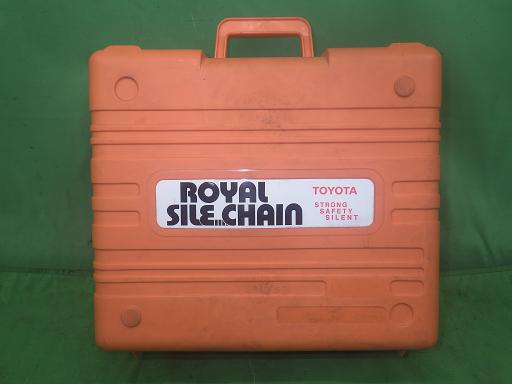 ROYAL
SILE...CHAIN
TOYOTA
STRONG
SAFETY
SILENT